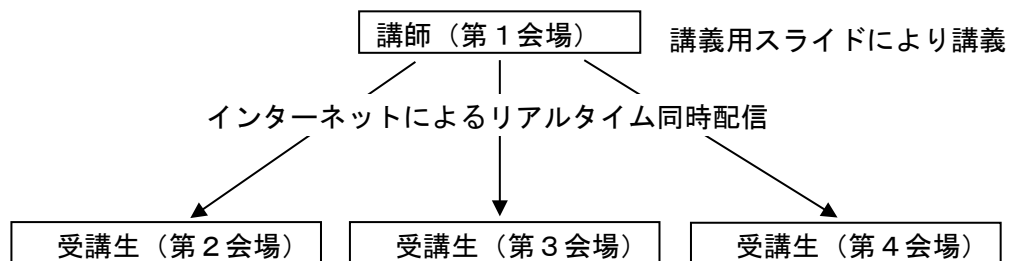 講師（第１会場）
講義用スライドにより講義
インターネットによるリアルタイム同時配信
受講生（第２会場）
受講生（第３会場）
受講生（第４会場）